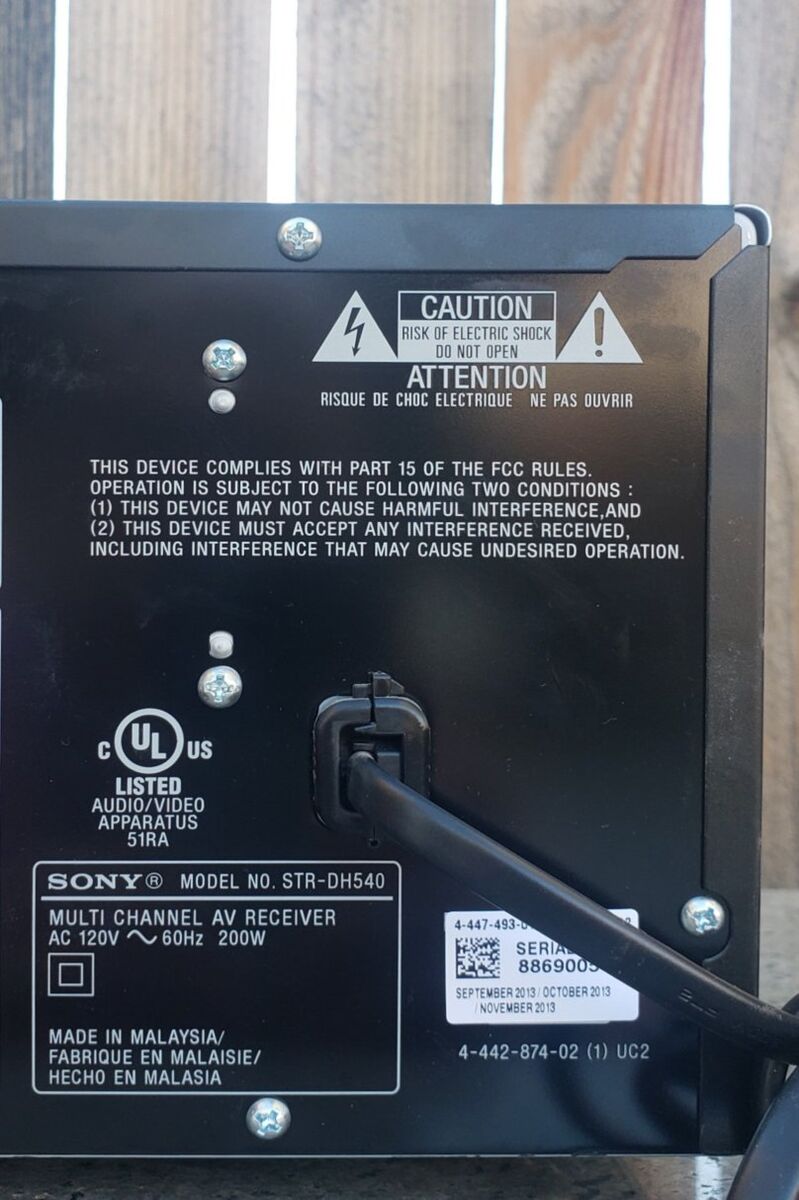 CAUTION
RISK OF ELECTRIC SHOCK
DO NOT OPEN
ATTENTION
RISQUE DE CHOC ELECTRIQUE NE PAS OUVRIR
THIS DEVICE COMPLIES WITH PART 15 OF THE FCC RULES.
OPERATION IS SUBJECT TO THE FOLLOWING TWO CONDITIONS :
(1) THIS DEVICE MAY NOT CAUSE HARMFUL INTERFERENCE,AND
(2) THIS DEVICE MUST ACCEPT ANY INTERFERENCE RECEIVED,
INCLUDING INTERFERENCE THAT MAY CAUSE UNDESIRED OPERATION.
C UL US
LISTED
AUDIO/VIDEO
APPARATUS
51RA
SONY® MODEL NO. STR-DH540
MULTI CHANNEL AV RECEIVER
AC 120V ~ 60Hz 200W
MADE IN MALAYSIA/
FABRIQUE EN MALAISIE/
HECHO EN MALASIA
4-447-493-
SEPTEMBER 2013 / OCTOBER 2013
/ NOVEMBER 2013
4-442-874-02 (1) UC2